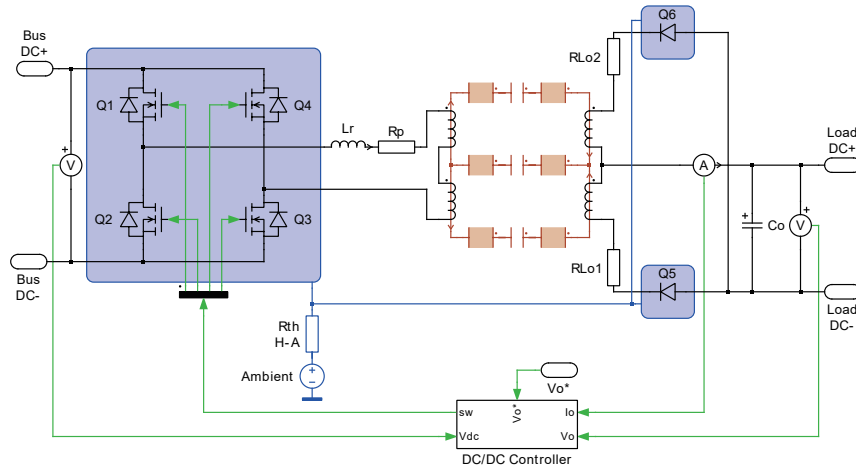 Bus
DC+
Q1
Q4
Q2
Q3
V
Bus
DC-
Lr
Rp
RLo2
Q6
RLo1
Q5
A
Co
V
Load
DC+
Load
DC-
Rth
H-A
Ambient
Vo*
sw
Vdc
Vo*
Io
Vo
DC/DC Controller